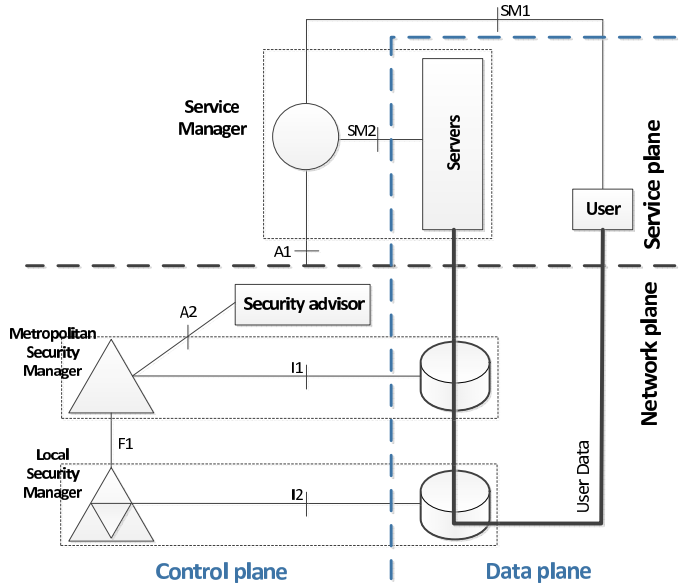 SM1
Service
Manager
SM2
Servers
User
Service plane
A1
Security advisor
A2
Metropolitan
Security
Manager
I1
Network plane
F1
Local
Security
Manager
I2
User Data
Control plane
Data plane